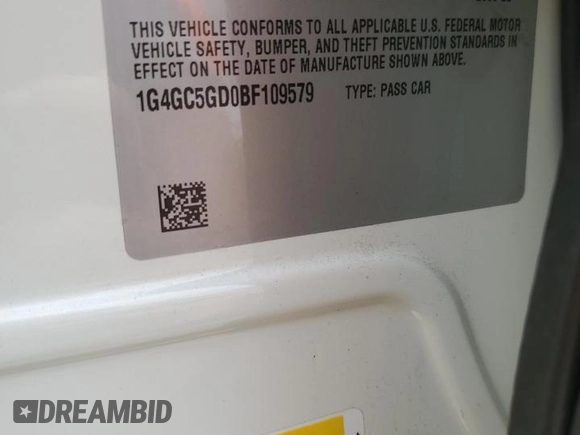 THIS VEHICLE CONFORMS TO ALL APPLICABLE U.S. FEDERAL MOTOR
VEHICLE SAFETY, BUMPER, AND THEFT PREVENTION STANDARDS IN
EFFECT ON THE DATE OF MANUFACTURE SHOWN ABOVE.
1G4GC5GD0BF109579 TYPE: PASS CAR
DREAMBID